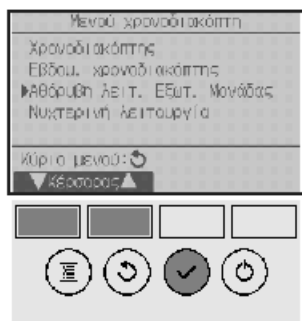 Μενού χρονοδιακόπτη
Χρονοδιακόπτης
Εβδομ. χρονοδιακόπτης
▶Αθόρυβη Λειτ. Εξωτ. Μονάδας
Νυχτερινή Λειτουργία
Κύριο μενού:
▼Κέρσορας▲